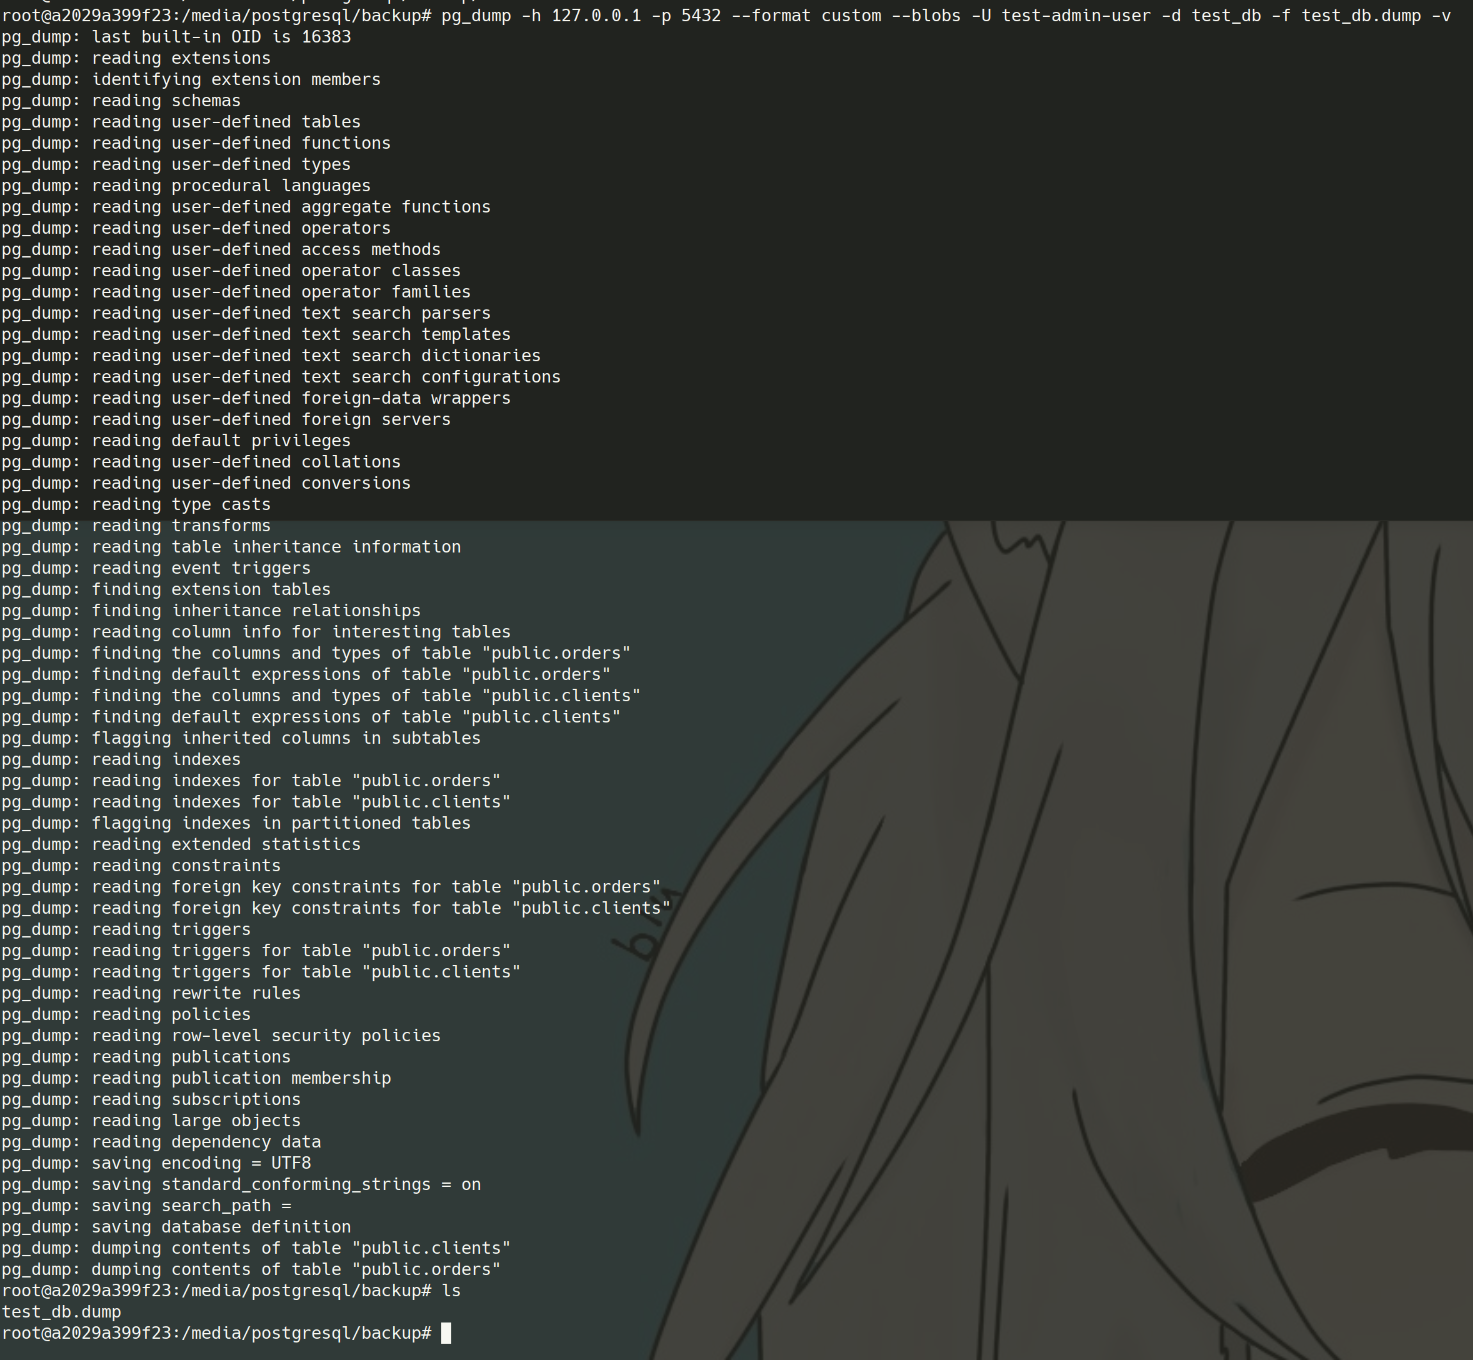 root@a2029a399f23:/media/postgresql/backup# pg_dump -h 127.0.0.1 -p 5432 --format custom --blobs -U test-admin-user -d test_db -f test_db.dump -v
pg_dump: last built-in OID is 16383
pg_dump: reading extensions
pg_dump: identifying extension members
pg_dump: reading schemas
pg_dump: reading user-defined tables
pg_dump: reading user-defined functions
pg_dump: reading user-defined types
pg_dump: reading procedural languages
pg_dump: reading user-defined aggregate functions
pg_dump: reading user-defined operators
pg_dump: reading user-defined access methods
pg_dump: reading user-defined operator classes
pg_dump: reading user-defined operator families
pg_dump: reading user-defined text search parsers
pg_dump: reading user-defined text search templates
pg_dump: reading user-defined text search dictionaries
pg_dump: reading user-defined text search configurations
pg_dump: reading user-defined foreign-data wrappers
pg_dump: reading user-defined foreign servers
pg_dump: reading default privileges
pg_dump: reading user-defined collations
pg_dump: reading user-defined conversions
pg_dump: reading type casts
pg_dump: reading transforms
pg_dump: reading table inheritance information
pg_dump: reading event triggers
pg_dump: finding extension tables
pg_dump: finding inheritance relationships
pg_dump: reading column info for interesting tables
pg_dump: finding the columns and types of table "public.orders"
pg_dump: finding default expressions of table "public.orders"
pg_dump: finding the columns and types of table "public.clients"
pg_dump: finding default expressions of table "public.clients"
pg_dump: flagging inherited columns in subtables
pg_dump: reading indexes
pg_dump: reading indexes for table "public.orders"
pg_dump: reading indexes for table "public.clients"
pg_dump: flagging indexes in partitioned tables
pg_dump: reading extended statistics
pg_dump: reading constraints
pg_dump: reading foreign key constraints for table "public.orders"
pg_dump: reading foreign key constraints for table "public.clients"
pg_dump: reading triggers
pg_dump: reading triggers for table "public.orders"
pg_dump: reading triggers for table "public.clients"
pg_dump: reading rewrite rules
pg_dump: reading policies
pg_dump: reading row-level security policies
pg_dump: reading publications
pg_dump: reading publication membership
pg_dump: reading subscriptions
pg_dump: reading large objects
pg_dump: reading dependency data
pg_dump: saving encoding = UTF8
pg_dump: saving standard_conforming_strings = on
pg_dump: saving search_path =
pg_dump: saving database definition
pg_dump: dumping contents of table "public.clients"
pg_dump: dumping contents of table "public.orders"
root@a2029a399f23:/media/postgresql/backup# ls
test_db.dump
root@a2029a399f23:/media/postgresql/backup#